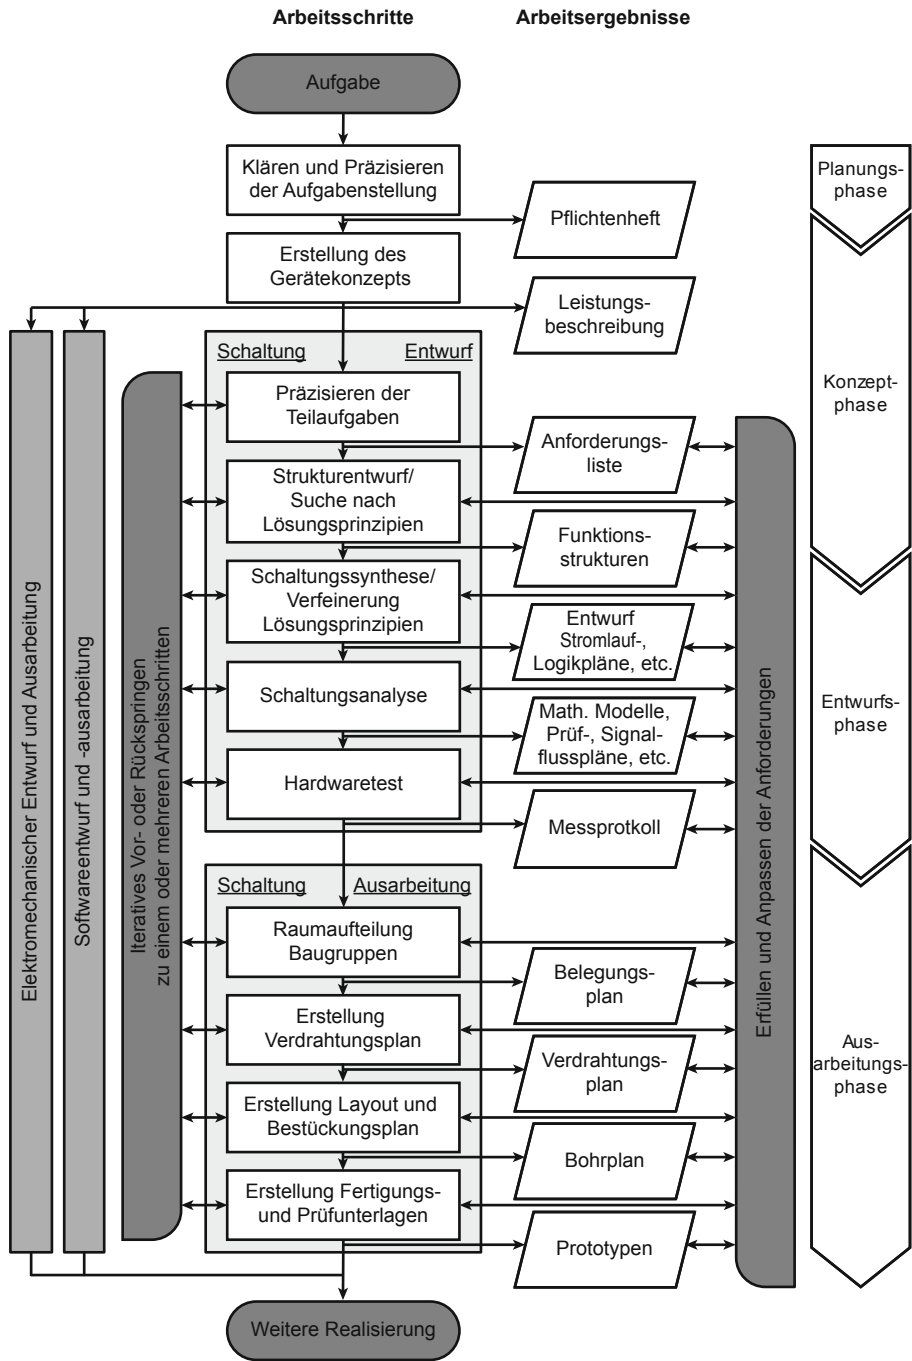 Arbeitsschritte
Arbeitsergebnisse
Aufgabe
Klären und Präzisieren
der Aufgabenstellung
Planungs-
phase
Pflichtenheft
Erstellung des
Gerätekonzepts
Leistungs-
beschreibung
Schaltung
Entwurf
Präzisieren der
Teilaufgaben
Konzept-
phase
Anforderungs-
liste
Strukturentwurf/
Suche nach
Lösungsprinzipien
Funktions-
strukturen
Schaltungssynthese/
Verfeinerung
Lösungsprinzipien
Entwurf
Stromlauf-,
Logikpläne, etc.
Schaltungsanalyse
Math. Modelle,
Prüf-, Signal-
flusspläne, etc.
Entwurfs-
phase
Hardwaretest
Messprotkoll
Elektromechanischer Entwurf und Ausarbeitung
Softwareentwurf und -ausarbeitung
Iteratives Vor- oder Rückspringen
zu einem oder mehreren Arbeitsschritten
Erfüllen und Anpassen der Anforderungen
Schaltung
Ausarbeitung
Raumaufteilung
Baugruppen
Belegungs-
plan
Erstellung
Verdrahtungsplan
Verdrahtungs-
plan
Aus-
arbeitungs-
phase
Erstellung Layout und
Bestückungsplan
Bohrplan
Erstellung Fertigungs-
und Prüfunterlagen
Prototypen
Weitere Realisierung